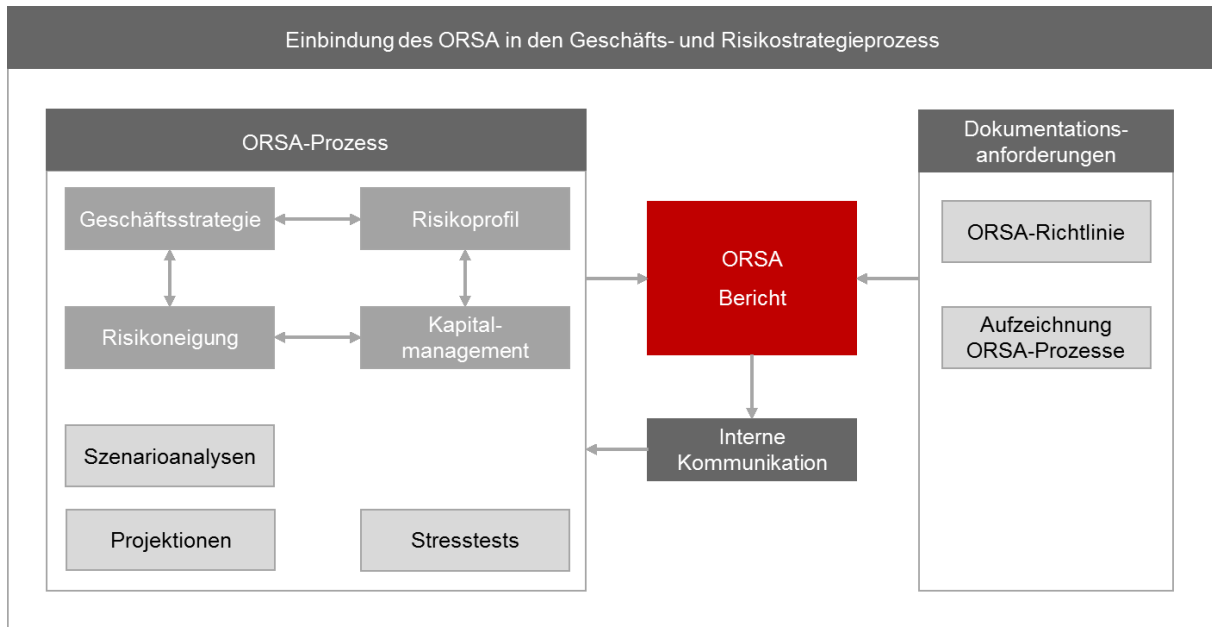 Einbindung des ORSA in den Geschäfts- und Risikostrategieprozess
ORSA-Prozess
Geschäftsstrategie
Risikoprofil
Risikoneigung
Kapital-
management
Szenarioanalysen
Projektionen
Stresstests
ORSA
Bericht
Interne
Kommunikation
Dokumentations-
anforderungen
ORSA-Richtlinie
Aufzeichnung
ORSA-Prozesse